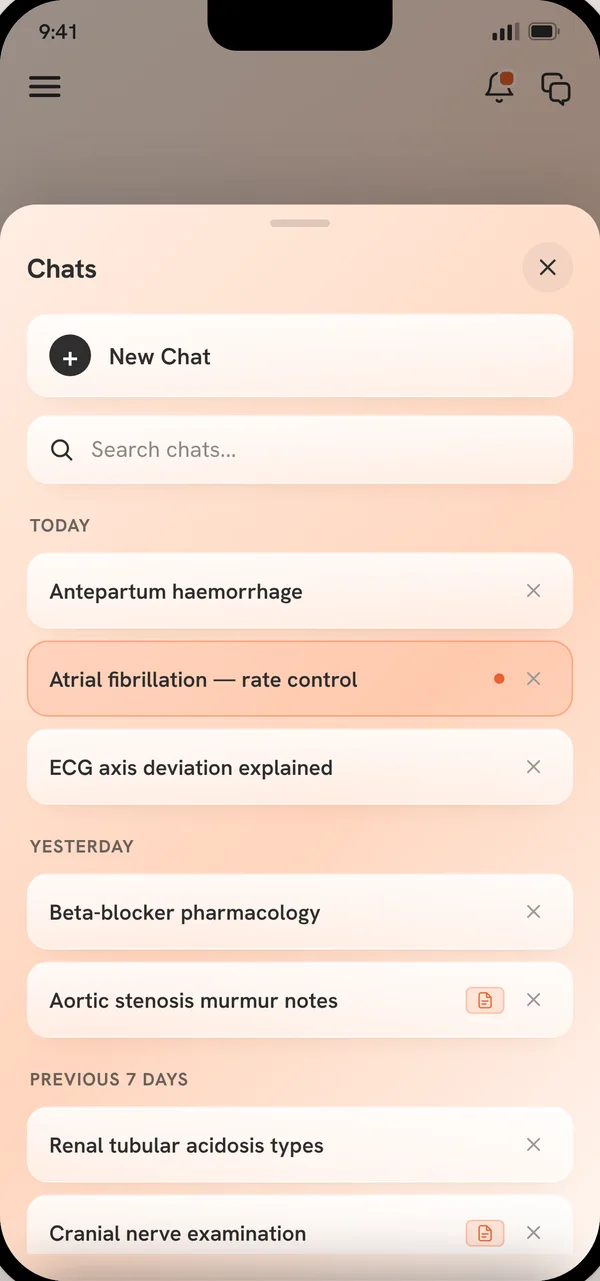 9:41
Chats
New Chat
Search chats...
TODAY
Antepartum haemorrhage
Atrial fibrillation — rate control
ECG axis deviation explained
YESTERDAY
Beta-blocker pharmacology
Aortic stenosis murmur notes
PREVIOUS 7 DAYS
Renal tubular acidosis types
Cranial nerve examination